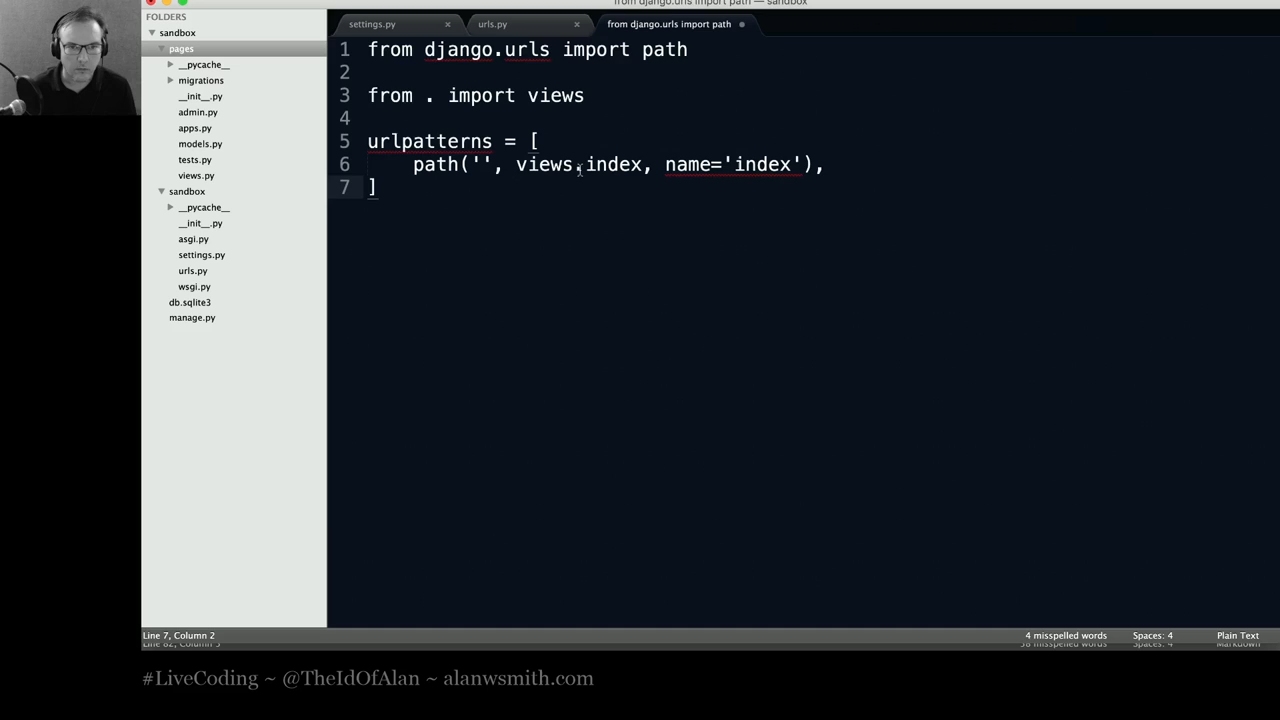 from django.urls import path — sandbox
FOLDERS
sandbox
pages
__pycache__
migrations
__init__.py
admin.py
apps.py
models.py
tests.py
views.py
sandbox
__pycache__
__init__.py
asgi.py
settings.py
urls.py
wsgi.py
db.sqlite3
manage.py
settings.py ×
urls.py ×
from django.urls import path
1 from django.urls import path
2
3 from . import views
4
5 urlpatterns = [
6 path('', views.index, name='index'),
7 ]
Line 7, Column 2
4 misspelled words
Spaces: 4
Plain Text
#LiveCoding ~ @TheIdOfAlan ~ alanwsmith.com